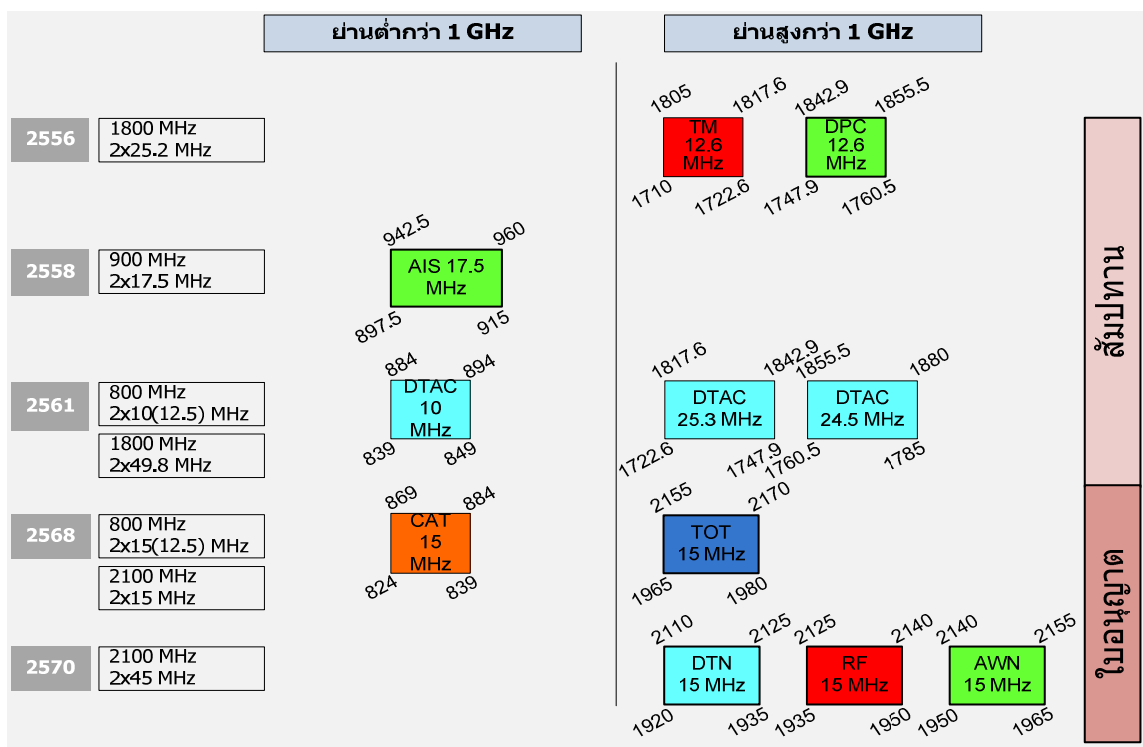 ย่านต่ำกว่า 1 GHz
ย่านสูงกว่า 1 GHz
2556
1800 MHz
2x25.2 MHz
1805
1817.6
TM
12.6
MHz
1710
1722.6
1842.9
1855.5
DPC
12.6
MHz
1747.9
1760.5
2558
900 MHz
2x17.5 MHz
942.5
960
AIS 17.5
MHz
897.5
915
2561
800 MHz
2x10(12.5) MHz
1800 MHz
2x49.8 MHz
884
894
DTAC
10
MHz
839
849
1817.6
1842.9
DTAC
25.3 MHz
1722.6
1747.9
1855.5
1880
DTAC
24.5 MHz
1760.5
1785
2568
800 MHz
2x15(12.5) MHz
2100 MHz
2x15 MHz
869
884
CAT
15
MHz
824
839
2155
2170
TOT
15 MHz
1965
1980
2570
2100 MHz
2x45 MHz
2110
2125
DTN
15 MHz
1920
1935
2125
2140
RF
15 MHz
1935
1950
2140
2155
AWN
15 MHz
1950
1965
สัมปทาน
ใบอนุญาต